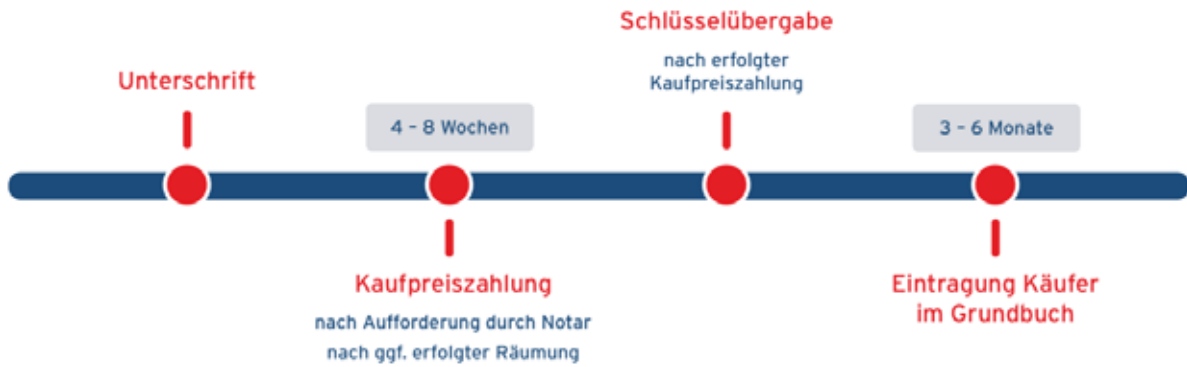 Unterschrift
4 – 8 Wochen
Kaufpreiszahlung
nach Aufforderung durch Notar
nach ggf. erfolgter Räumung
Schlüsselübergabe
nach erfolgter
Kaufpreiszahlung
3 – 6 Monate
Eintragung Käufer
im Grundbuch